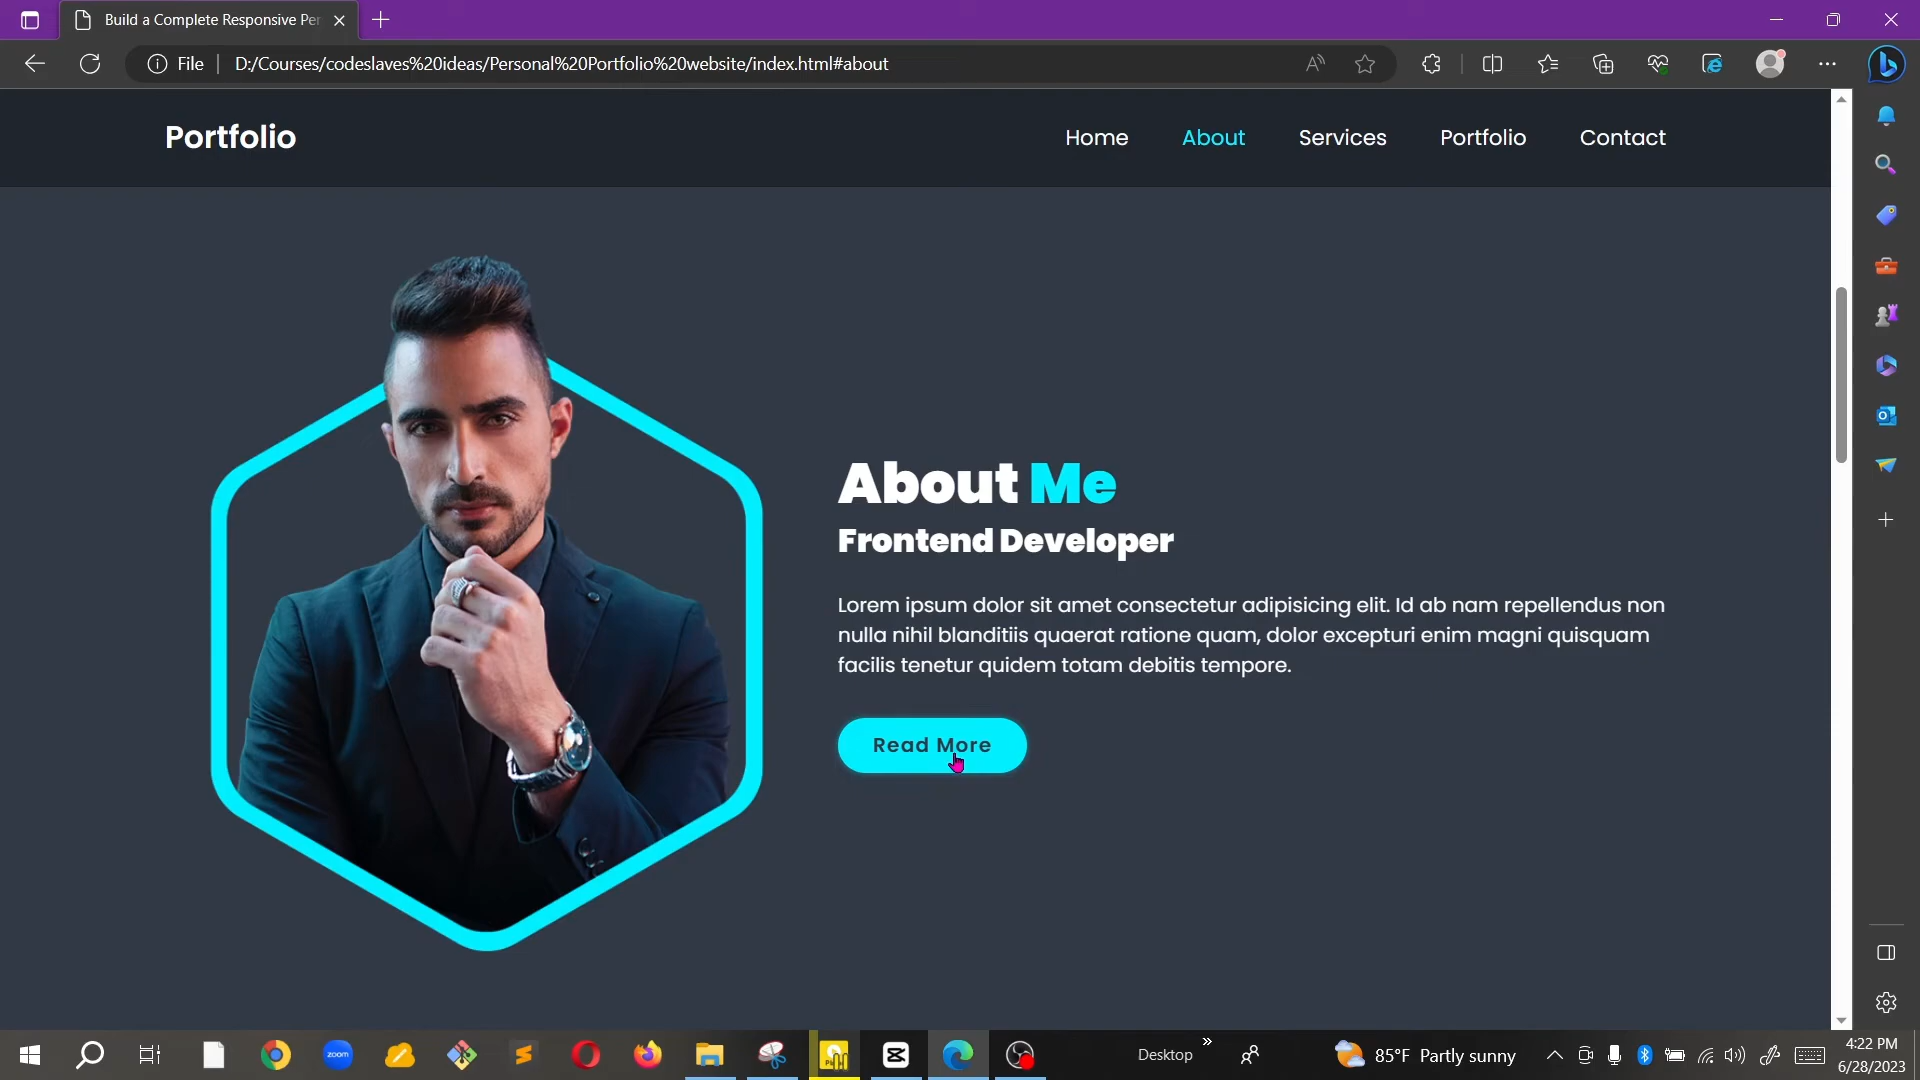 Build a Complete Responsive Per
File
D:/Courses/codeslaves%20ideas/Personal%20Portfolio%20website/index.html#about
Portfolio
Home
About
Services
Portfolio
Contact
About Me
Frontend Developer
Lorem ipsum dolor sit amet consectetur adipisicing elit. Id ab nam repellendus non
nulla nihil blanditiis quaerat ratione quam, dolor excepturi enim magni quisquam
facilis tenetur quidem totam debitis tempore.
Read More
zoom
Desktop
85°F Partly sunny
4:22 PM
6/28/2023